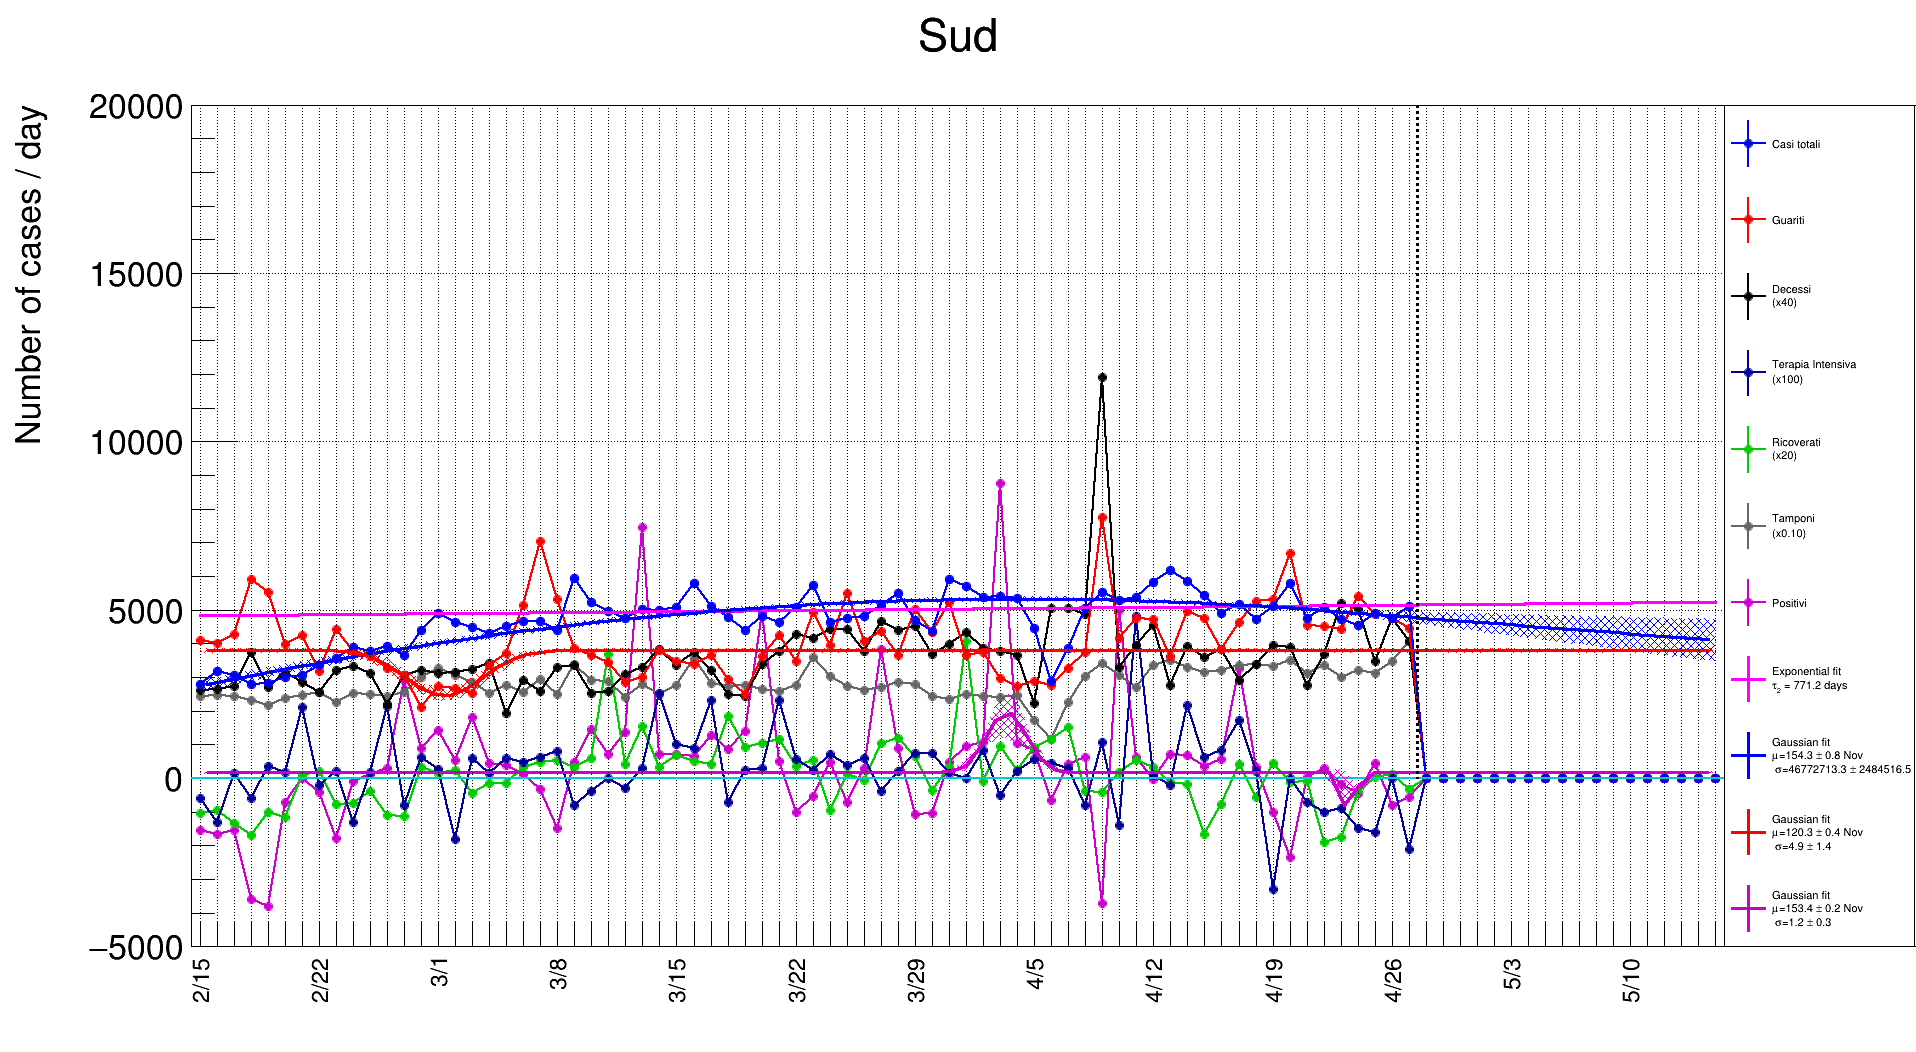 Sud
Number of cases / day
20000
15000
10000
5000
0
−5000
2/15
2/22
3/1
3/8
3/15
3/22
3/29
4/5
4/12
4/19
4/26
5/3
5/10
Casi totali
Guariti
Decessi
(x40)
Terapia Intensiva
(x100)
Ricoverati
(x20)
Tamponi
(x0.10)
Positivi
Exponential fit
τ₂ = 771.2 days
Gaussian fit
μ=154.3 ± 0.8 Nov
σ=46772713.3 ± 2484516.5
Gaussian fit
μ=120.3 ± 0.4 Nov
σ=4.9 ± 1.4
Gaussian fit
μ=153.4 ± 0.2 Nov
σ=1.2 ± 0.3